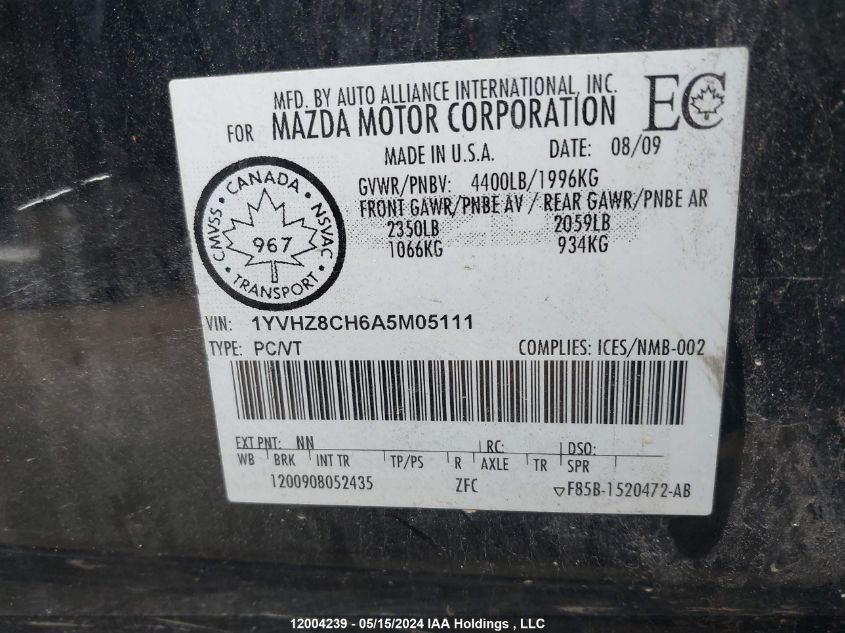 MFD. BY AUTO ALLIANCE INTERNATIONAL, INC.
FOR MAZDA MOTOR CORPORATION
EC
MADE IN U.S.A. DATE: 08/09
GVWR/PNBV: 4400LB/1996KG
FRONT GAWR/PNBE AV / REAR GAWR/PNBE AR
2350LB 2059LB
1066KG 934KG
CMVSS · CANADA · NSVAC
967
TRANSPORT
VIN: 1YVHZ8CH6A5M05111
TYPE: PC/VT COMPLIES: ICES/NMB-002
EXT PNT: NN RC: DSO:
WB BRK INT TR TP/PS R AXLE TR SPR
1200908052435 ZFC ▽F85B-1520472-AB
12004239 - 05/15/2024 IAA Holdings , LLC